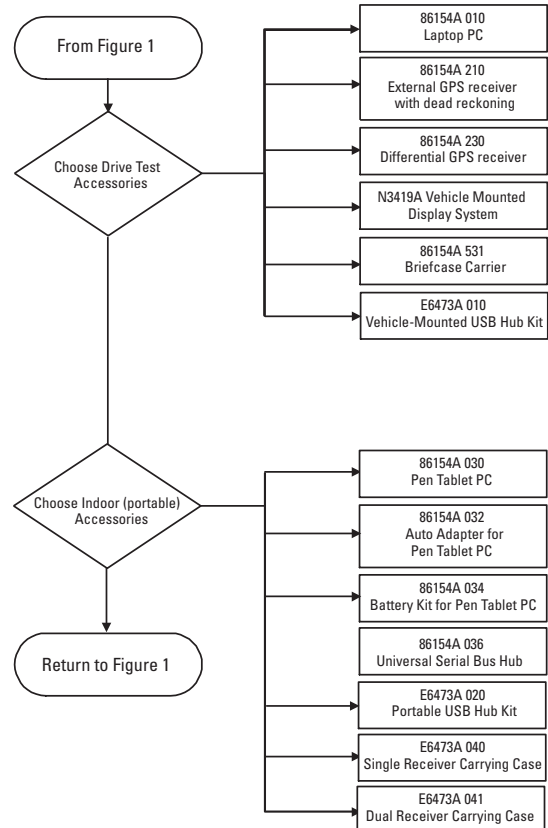 From Figure 1
Choose Drive Test
Accessories
86154A 010
Laptop PC
86154A 210
External GPS receiver
with dead reckoning
86154A 230
Differential GPS receiver
N3419A Vehicle Mounted
Display System
86154A 531
Briefcase Carrier
E6473A 010
Vehicle-Mounted USB Hub Kit
Choose Indoor (portable)
Accessories
86154A 030
Pen Tablet PC
86154A 032
Auto Adapter for
Pen Tablet PC
86154A 034
Battery Kit for Pen Tablet PC
86154A 036
Universal Serial Bus Hub
E6473A 020
Portable USB Hub Kit
E6473A 040
Single Receiver Carrying Case
E6473A 041
Dual Receiver Carrying Case
Return to Figure 1